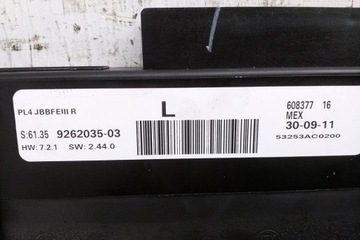 PL4 JBBFEIII R
L
608377 16
MEX
S:61.35 9262035-03
30-09-11
HW: 7.2.1 SW: 2.44.0
53253AC0200